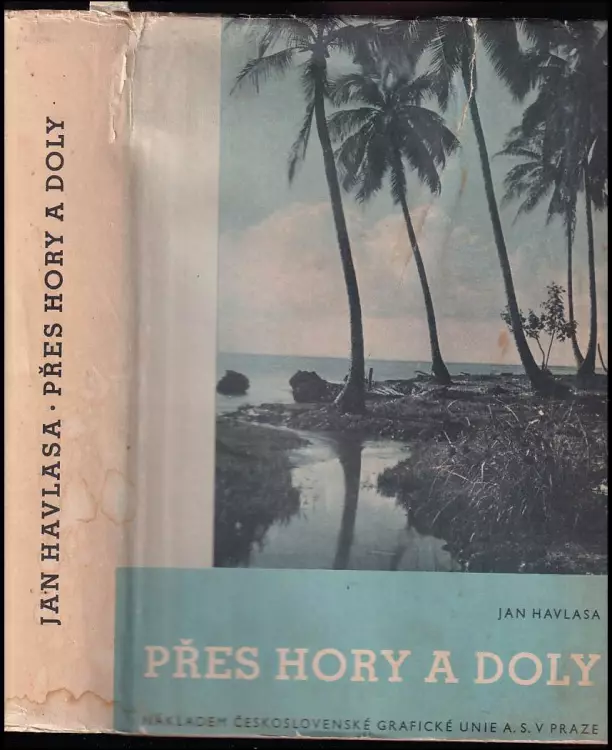 JAN HAVLASA · PŘES HORY A DOLY
JAN HAVLASA
PŘES HORY A DOLY
NÁKLADEM ČESKOSLOVENSKÉ GRAFICKÉ UNIE A. S. V PRAZE